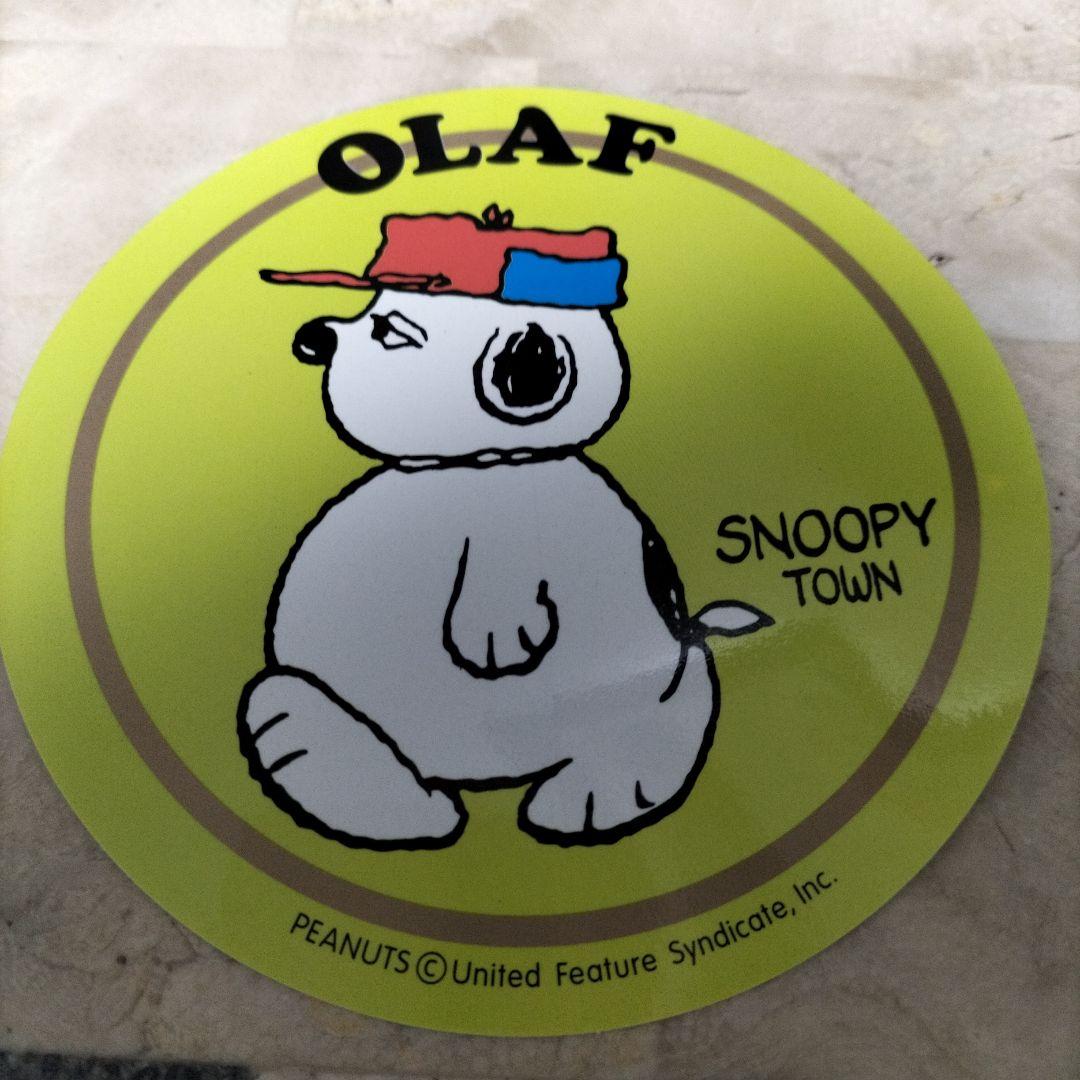 OLAF
SNOOPY
TOWN
PEANUTS © United Feature Syndicate, Inc.